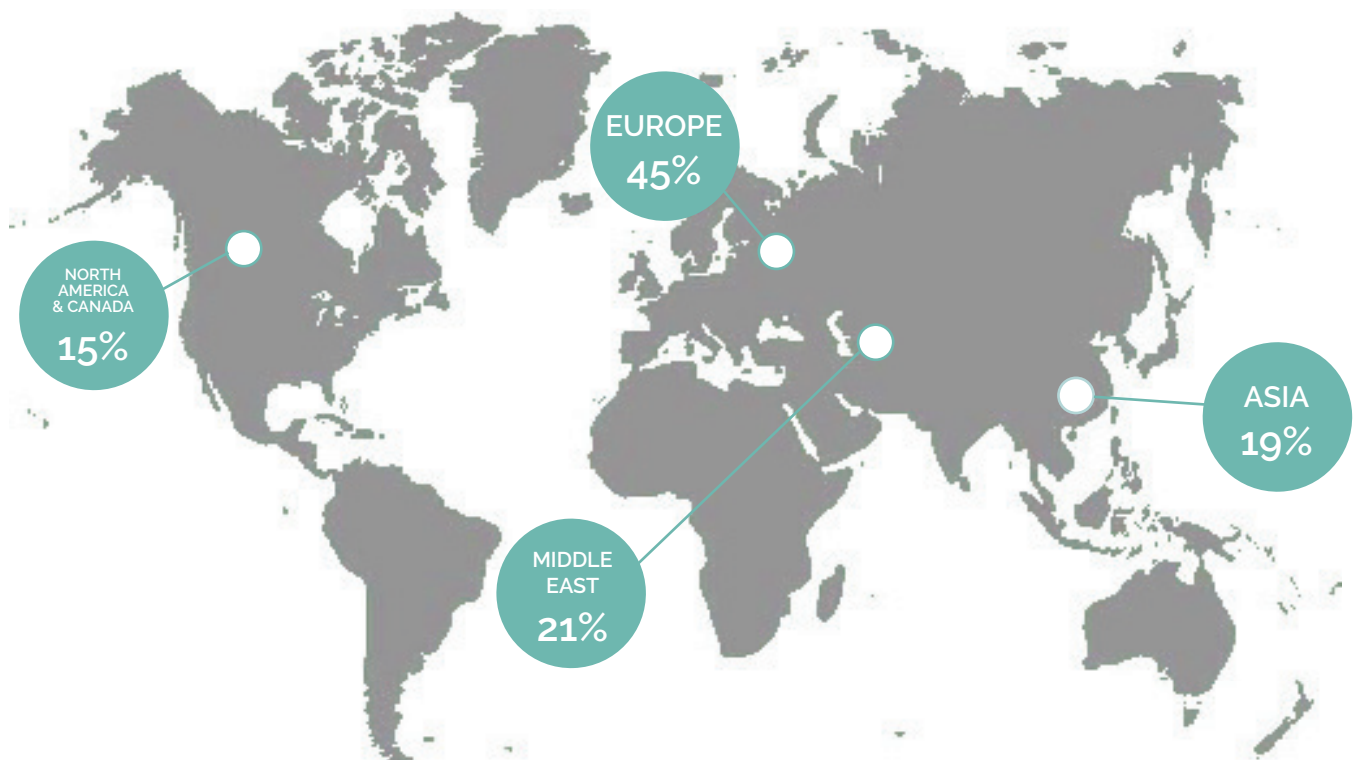 EUROPE
45%
NORTH
AMERICA
& CANADA
15%
ASIA
19%
MIDDLE
EAST
21%